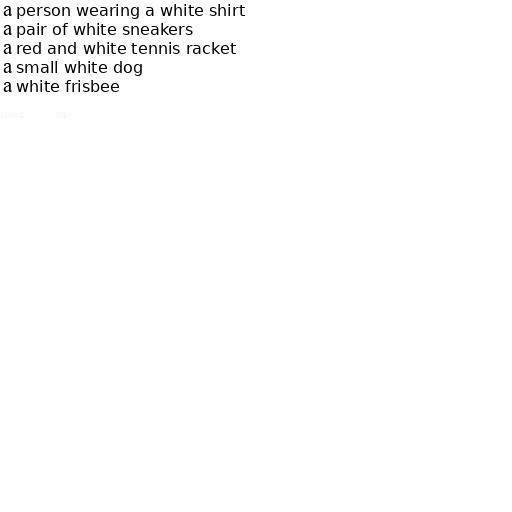 a person wearing a white shirt
a pair of white sneakers
a red and white tennis racket
a small white dog
a white frisbee